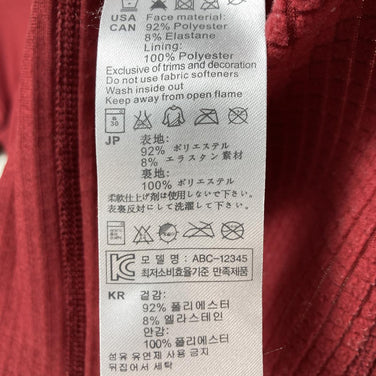 USA Face material:
CAN 92% Polyester
8% Elastane
Lining:
100% Polyester
Exclusive of trims and decoration
Do not use fabric softeners
Wash inside out
Keep away from open flame
30
JP 表地:
92% ポリエステル
8% エラスタン素材
裏地:
100% ポリエステル
柔軟仕上げ剤は使用しないで下さい。
表裏反対にして洗濯して下さい。
모델명: ABC-12345
최저소비효율기준 만족제품
KR 겉감:
92% 폴리에스터
8% 엘라스테인
안감:
100% 폴리에스터
섬유 유연제 사용 금지
뒤집어서 세탁